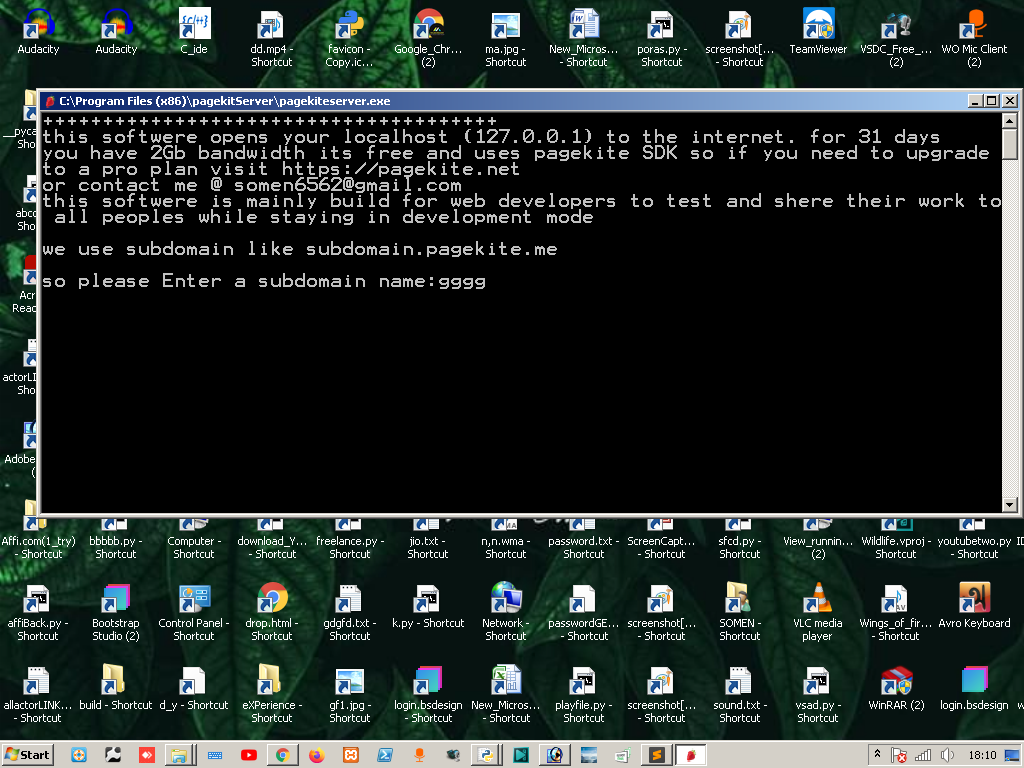 Audacity
Audacity
C_ide
dd.mp4 -
Shortcut
favicon -
Copy.ic...
Google_Chr...
(2)
ma.jpg -
Shortcut
New_Micros...
- Shortcut
poras.py -
Shortcut
screenshot[...
- Shortcut
TeamViewer
VSDC_Free_...
(2)
WO Mic Client
(2)
C:\Program Files (x86)\pagekitServer\pagekiteserver.exe
++++++++++++++++++++++++++++++++++++++
this softwere opens your localhost (127.0.0.1) to the internet. for 31 days
you have 2Gb bandwidth its free and uses pagekite SDK so if you need to upgrade
to a pro plan visit https://pagekite.net
or contact me @ somen6562@gmail.com
this softwere is mainly build for web developers to test and shere their work to
all peoples while staying in development mode
we use subdomain like subdomain.pagekite.me
so please Enter a subdomain name:gggg
__pyca
Sho
abc
Sho
Acr
Reac
actorLI
Sho
Adobe
(
Affi.com(1_try)
- Shortcut
bbbbb.py -
Shortcut
Computer -
Shortcut
download_Y...
- Shortcut
freelance.py -
Shortcut
jio.txt -
Shortcut
n,n.wma -
Shortcut
password.txt -
Shortcut
ScreenCapt...
- Shortcut
sfcd.py -
Shortcut
View_runnin...
(2)
Wildlife.vproj -
Shortcut
youtubetwo.py
- Shortcut
affiBack.py -
Shortcut
Bootstrap
Studio (2)
Control Panel -
Shortcut
drop.html -
Shortcut
gdgfd.txt -
Shortcut
k.py - Shortcut
Network -
Shortcut
passwordGE...
- Shortcut
screenshot[...
- Shortcut
SOMEN -
Shortcut
VLC media
player
Wings_of_fir...
- Shortcut
Avro Keyboard
allactorLINK...
- Shortcut
build - Shortcut
d_y - Shortcut
eXPerience -
Shortcut
gf1.jpg -
Shortcut
login.bsdesign
- Shortcut
New_Micros...
- Shortcut
playfile.py -
Shortcut
screenshot[...
- Shortcut
sound.txt -
Shortcut
vsad.py -
Shortcut
WinRAR (2)
login.bsdesign
Start
18:10